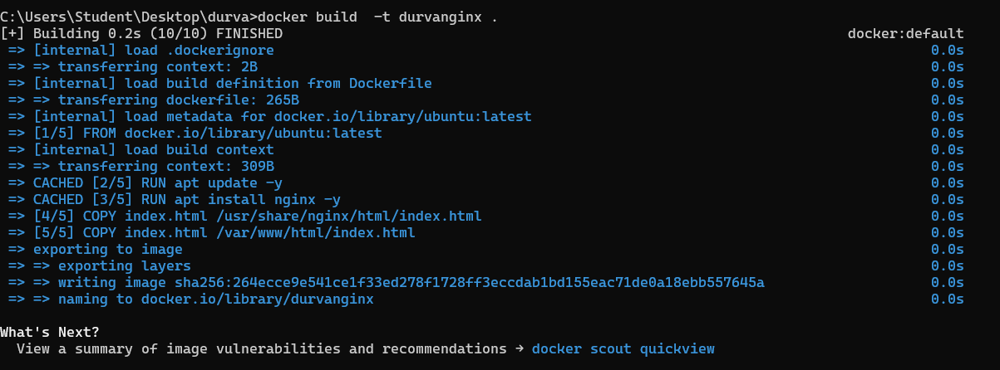 C:\Users\Student\Desktop\durva>docker build  -t durvanginx .
[+] Building 0.2s (10/10) FINISHED docker:default
=> [internal] load .dockerignore 0.0s
=> => transferring context: 2B 0.0s
=> [internal] load build definition from Dockerfile 0.0s
=> => transferring dockerfile: 265B 0.0s
=> [internal] load metadata for docker.io/library/ubuntu:latest 0.0s
=> [1/5] FROM docker.io/library/ubuntu:latest 0.0s
=> [internal] load build context 0.0s
=> => transferring context: 309B 0.0s
=> CACHED [2/5] RUN apt update -y 0.0s
=> CACHED [3/5] RUN apt install nginx -y 0.0s
=> [4/5] COPY index.html /usr/share/nginx/html/index.html 0.0s
=> [5/5] COPY index.html /var/www/html/index.html 0.0s
=> exporting to image 0.0s
=> => exporting layers 0.0s
=> => writing image sha256:264ecce9e541ce1f33ed278f1728ff3eccdab1bd155eac71de0a18ebb557645a 0.0s
=> => naming to docker.io/library/durvanginx 0.0s
What's Next?
View a summary of image vulnerabilities and recommendations → docker scout quickview